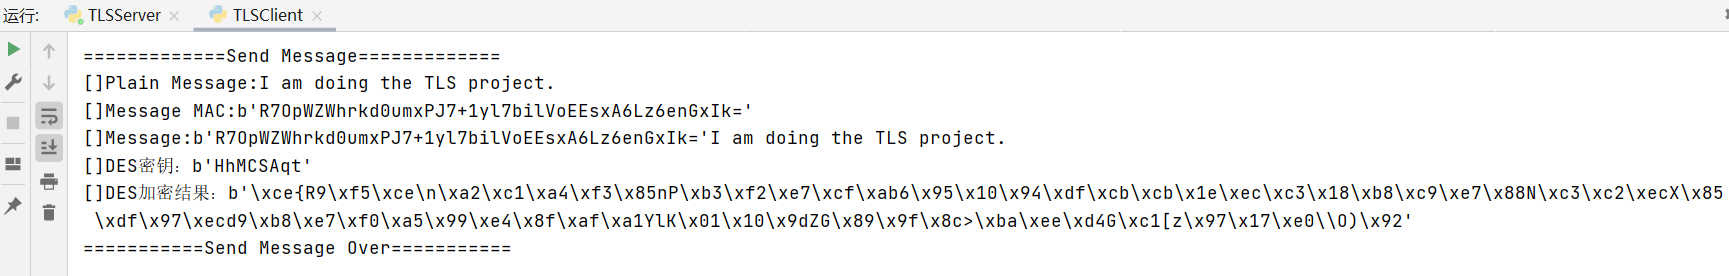 运行: TLSServer × TLSClient ×
=============Send Message=============
[]Plain Message:I am doing the TLS project.
[]Message MAC:b'R7OpWZWhrkd0umxPJ7+1yl7bilVoEEsxA6Lz6enGxIk='
[]Message:b'R7OpWZWhrkd0umxPJ7+1yl7bilVoEEsxA6Lz6enGxIk='I am doing the TLS project.
[]DES密钥：b'HhMCSAqt'
[]DES加密结果：b'\xce{R9\xf5\xce\n\xa2\xc1\xa4\xf3\x85nP\xb3\xf2\xe7\xcf\xab6\x95\x10\x94\xdf\xcb\xcb\x1e\xec\xc3\x18\xb8\xc9\xe7\x88N\xc3\xc2\xecX\x85
\xdf\x97\xecd9\xb8\xe7\xf0\xa5\x99\xe4\x8f\xaf\xa1YlK\x01\x10\x9dZG\x89\x9f\x8c>\xba\xee\xd4G\xc1[z\x97\x17\xe0\\O)\x92'
===========Send Message Over===========